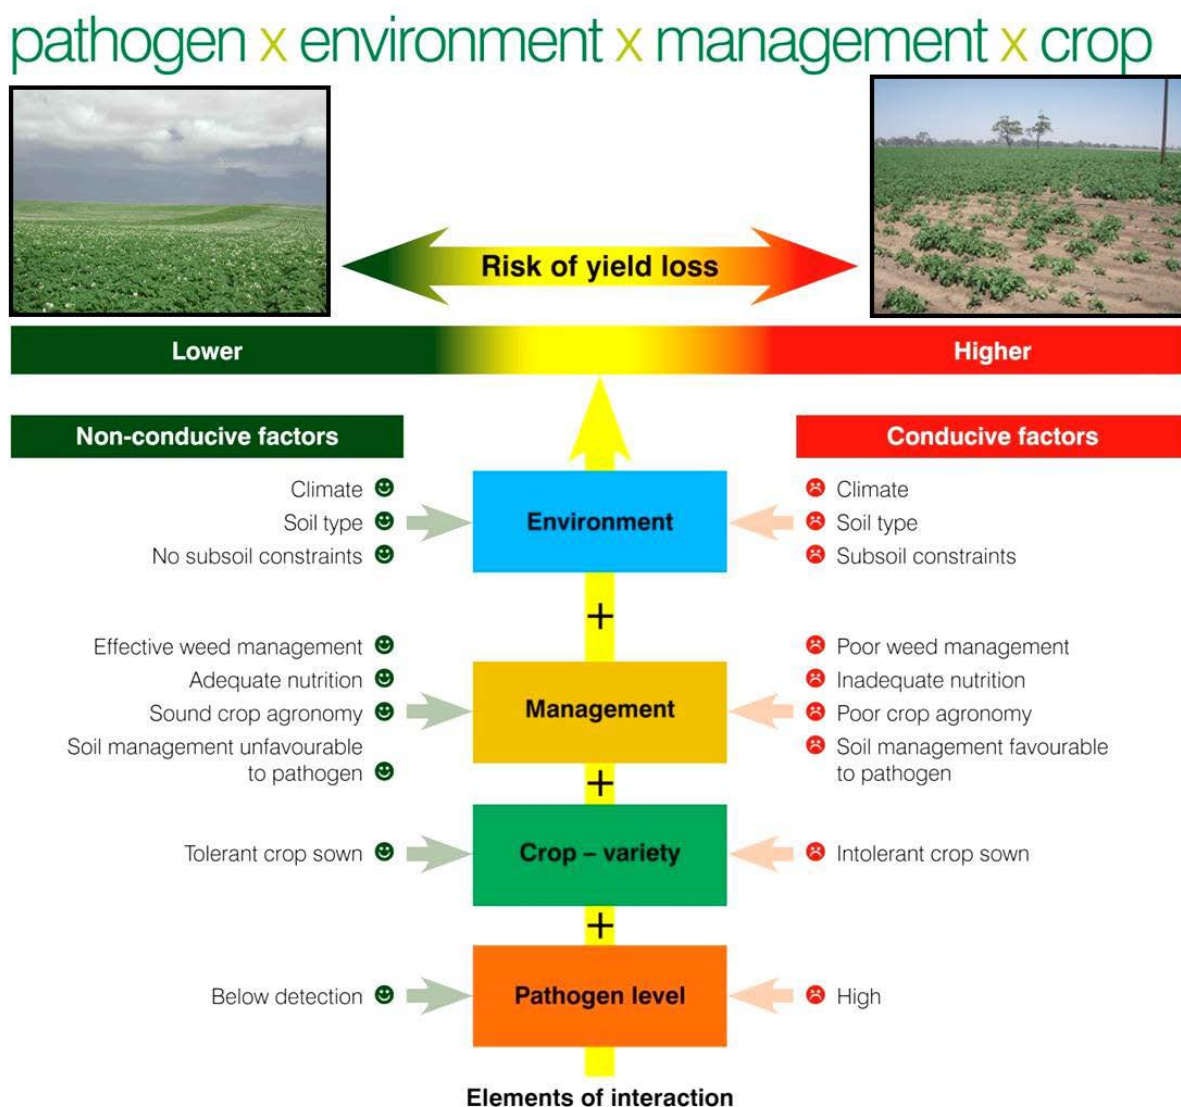 pathogen x environment x management x crop
Risk of yield loss
Lower
Higher
Non-conducive factors
Conducive factors
Climate
Soil type
No subsoil constraints
Environment
Climate
Soil type
Subsoil constraints
+
Effective weed management
Adequate nutrition
Sound crop agronomy
Soil management unfavourable
to pathogen
Management
Poor weed management
Inadequate nutrition
Poor crop agronomy
Soil management favourable
to pathogen
+
Tolerant crop sown
Crop – variety
Intolerant crop sown
+
Below detection
Pathogen level
High
Elements of interaction